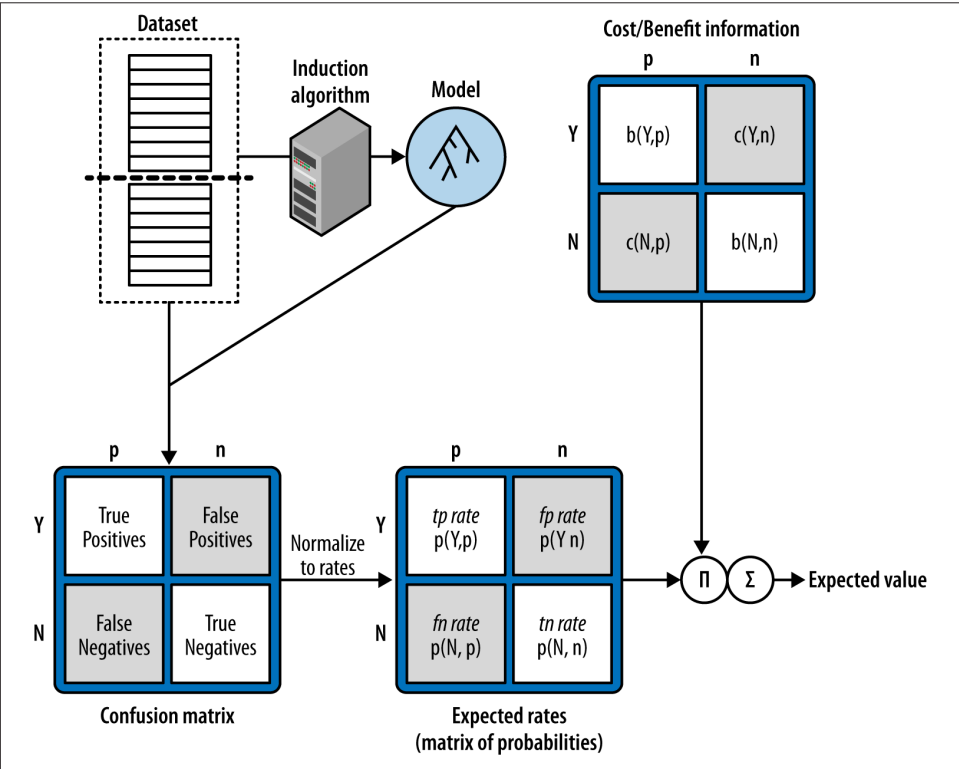 Dataset
Induction
algorithm
Model
Cost/Benefit information
p n
Y b(Y,p) c(Y,n)
N c(N,p) b(N,n)
p n
Y True
Positives False
Positives
N False
Negatives True
Negatives
Confusion matrix
Normalize
to rates
p n
Y tp rate
p(Y,p) fp rate
p(Y n)
N fn rate
p(N, p) tn rate
p(N, n)
Expected rates
(matrix of probabilities)
Π Σ Expected value